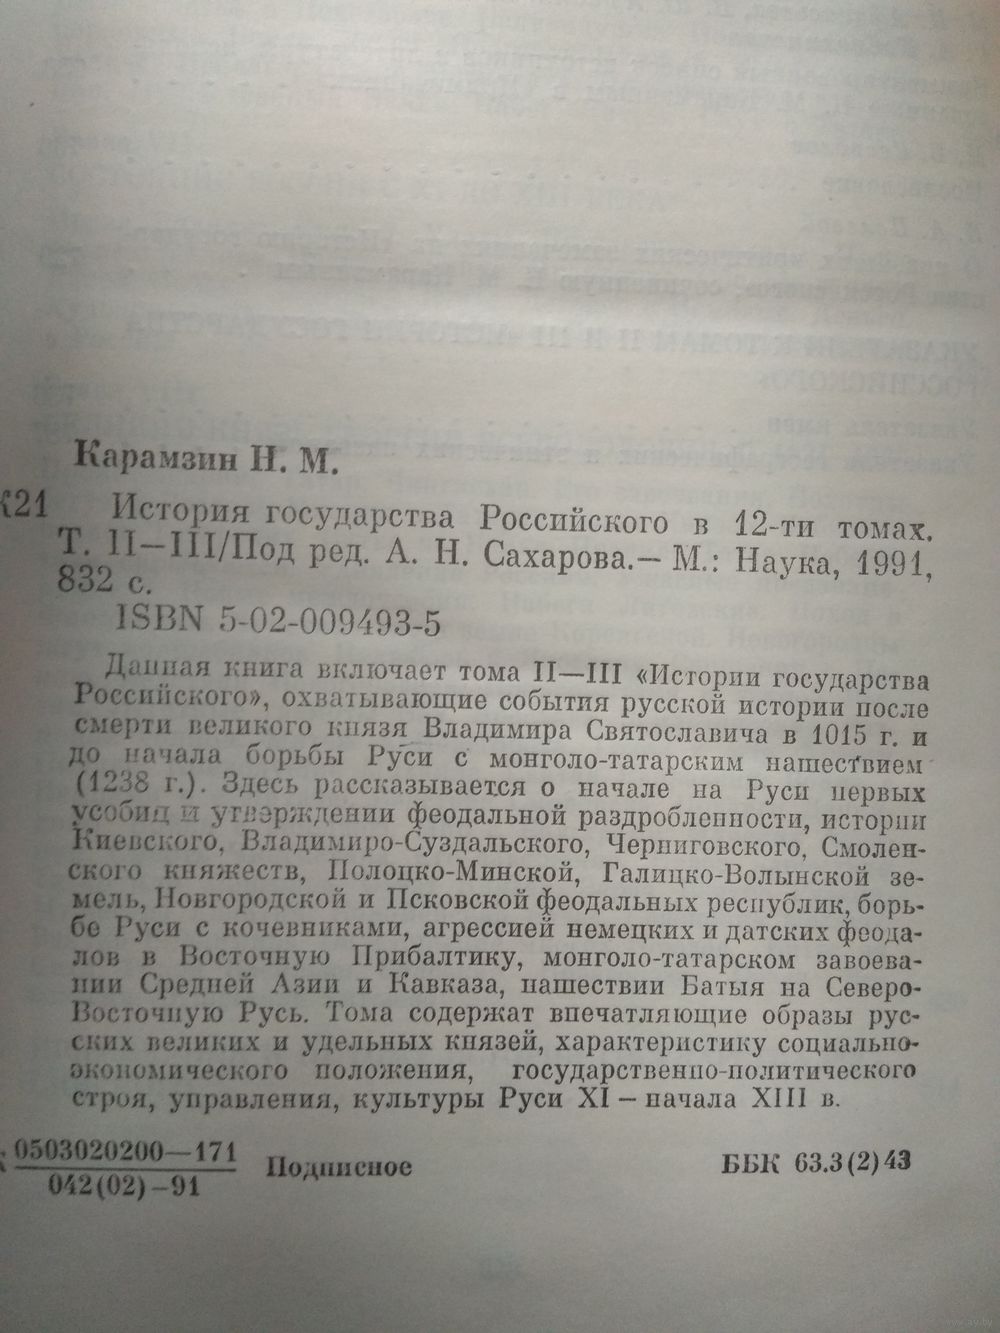 Карамзин Н. М.
К21 История государства Российского в 12-ти томах.
Т. II—III/Под ред. А. Н. Сахарова.— М.: Наука, 1991,
832 с.
ISBN 5-02-009493-5
Данная книга включает тома II—III «Истории государства
Российского», охватывающие события русской истории после
смерти великого князя Владимира Святославича в 1015 г. и
до начала борьбы Руси с монголо-татарским нашествием
(1238 г.). Здесь рассказывается о начале на Руси первых
усобиц и утверждении феодальной раздробленности, истории
Киевского, Владимиро-Суздальского, Черниговского, Смолен-
ского княжеств, Полоцко-Минской, Галицко-Волынской зе-
мель, Новгородской и Псковской феодальных республик, борь-
бе Руси с кочевниками, агрессией немецких и датских феода-
лов в Восточную Прибалтику, монголо-татарском завоева-
нии Средней Азии и Кавказа, нашествии Батыя на Северо-
Восточную Русь. Тома содержат впечатляющие образы рус-
ских великих и удельных князей, характеристику социально-
экономического положения, государственно-политического
строя, управления, культуры Руси XI — начала XIII в.
0503020200—171
042(02)—91
Подписное
ББК 63.3(2)43
www.ay.by